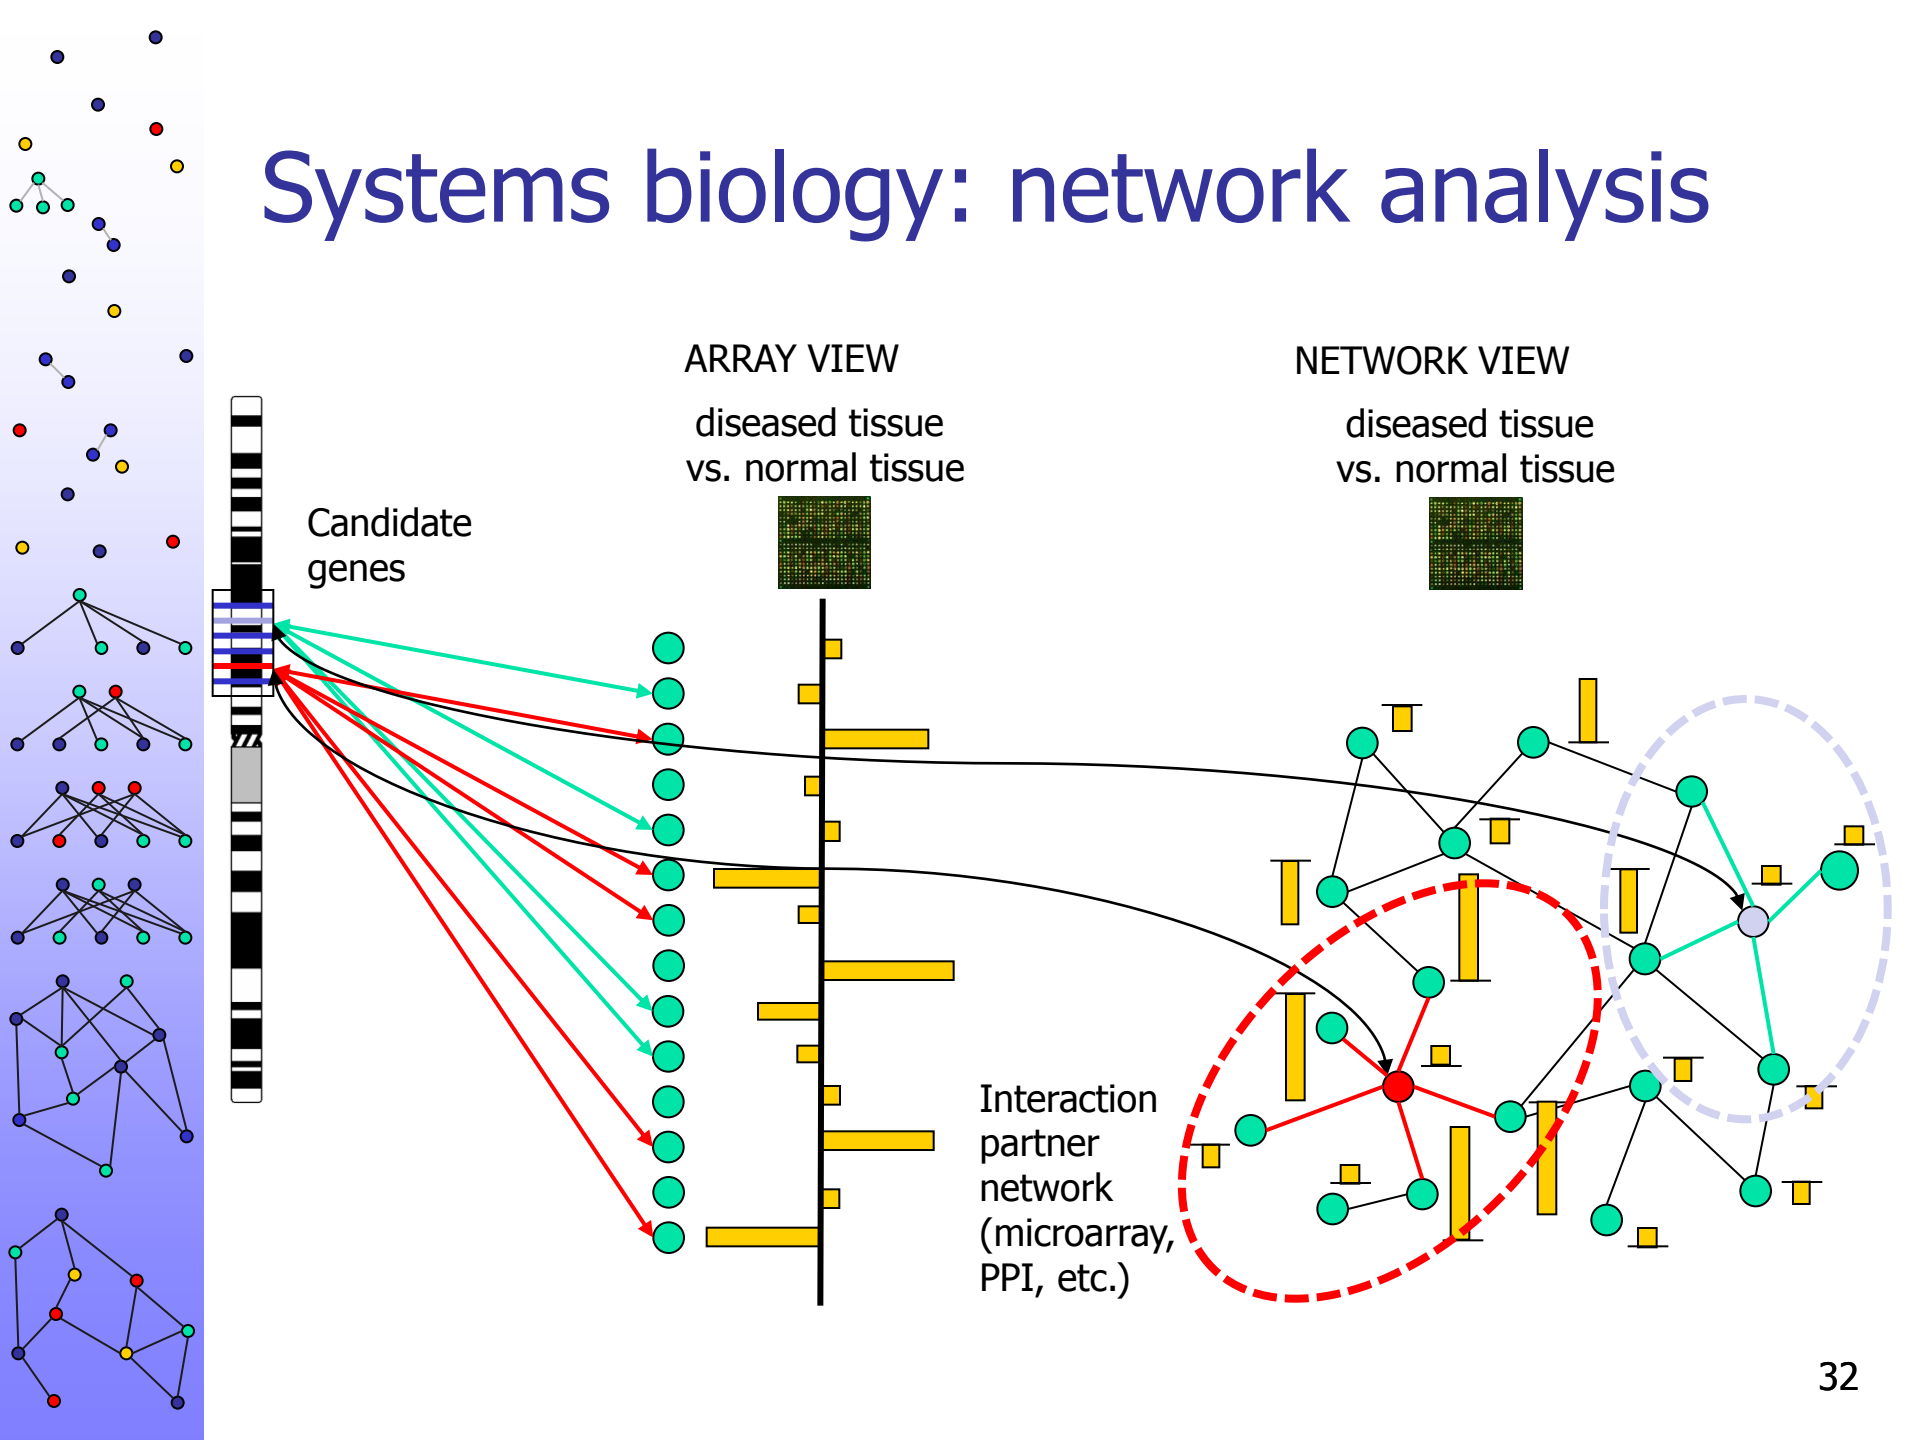 Systems biology: network analysis
ARRAY VIEW
diseased tissue
vs. normal tissue
NETWORK VIEW
diseased tissue
vs. normal tissue
Candidate
genes
Interaction
partner
network
(microarray,
PPI, etc.)
32